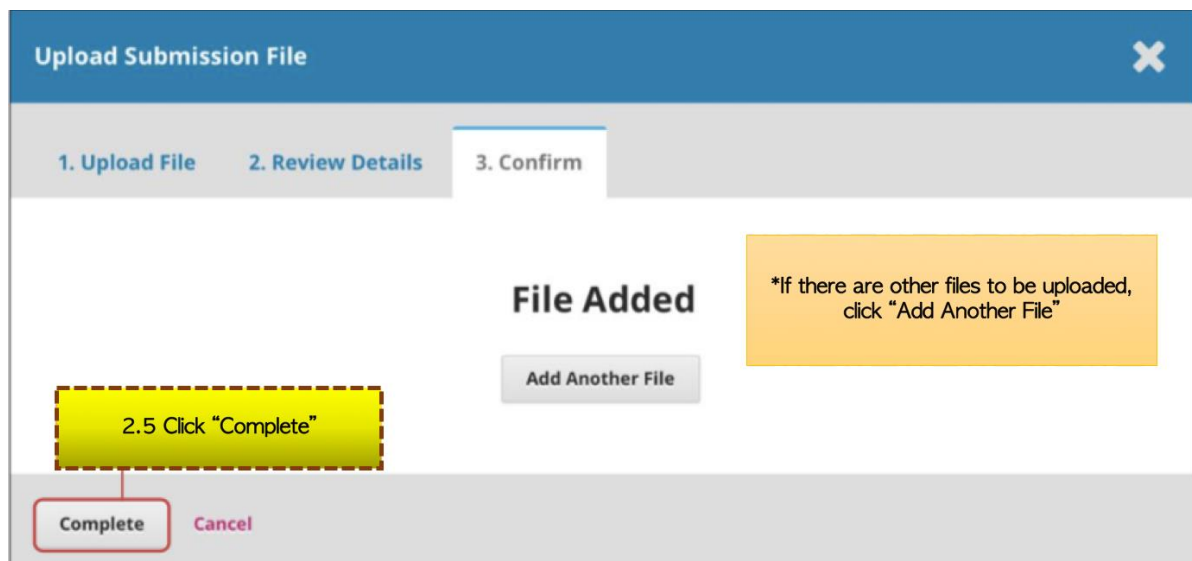 Upload Submission File
1. Upload File
2. Review Details
3. Confirm
File Added
*If there are other files to be uploaded,
click “Add Another File”
Add Another File
2.5 Click “Complete”
Complete
Cancel